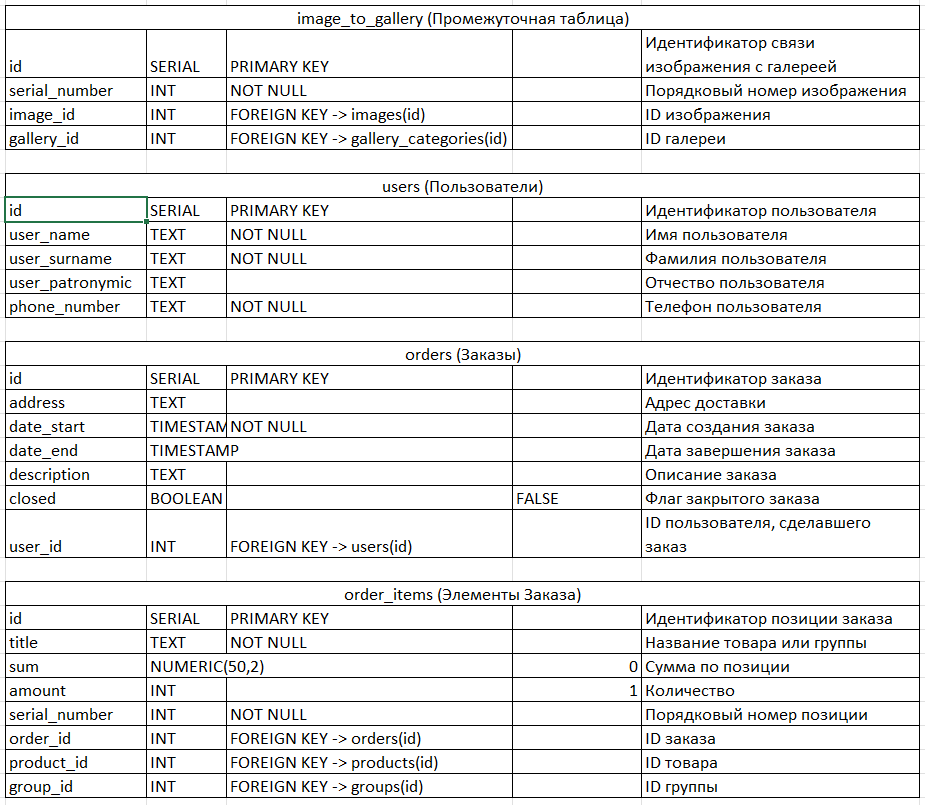 image_to_gallery (Промежуточная таблица)
id SERIAL PRIMARY KEY Идентификатор связи
изображения с галереей
serial_number INT NOT NULL Порядковый номер изображения
image_id INT FOREIGN KEY -> images(id) ID изображения
gallery_id INT FOREIGN KEY -> gallery_categories(id) ID галереи
users (Пользователи)
id SERIAL PRIMARY KEY Идентификатор пользователя
user_name TEXT NOT NULL Имя пользователя
user_surname TEXT NOT NULL Фамилия пользователя
user_patronymic TEXT Отчество пользователя
phone_number TEXT NOT NULL Телефон пользователя
orders (Заказы)
id SERIAL PRIMARY KEY Идентификатор заказа
address TEXT Адрес доставки
date_start TIMESTAM NOT NULL Дата создания заказа
date_end TIMESTAMP Дата завершения заказа
description TEXT Описание заказа
closed BOOLEAN FALSE Флаг закрытого заказа
user_id INT FOREIGN KEY -> users(id) ID пользователя, сделавшего
заказ
order_items (Элементы Заказа)
id SERIAL PRIMARY KEY Идентификатор позиции заказа
title TEXT NOT NULL Название товара или группы
sum NUMERIC(50,2) 0 Сумма по позиции
amount INT 1 Количество
serial_number INT NOT NULL Порядковый номер позиции
order_id INT FOREIGN KEY -> orders(id) ID заказа
product_id INT FOREIGN KEY -> products(id) ID товара
group_id INT FOREIGN KEY -> groups(id) ID группы